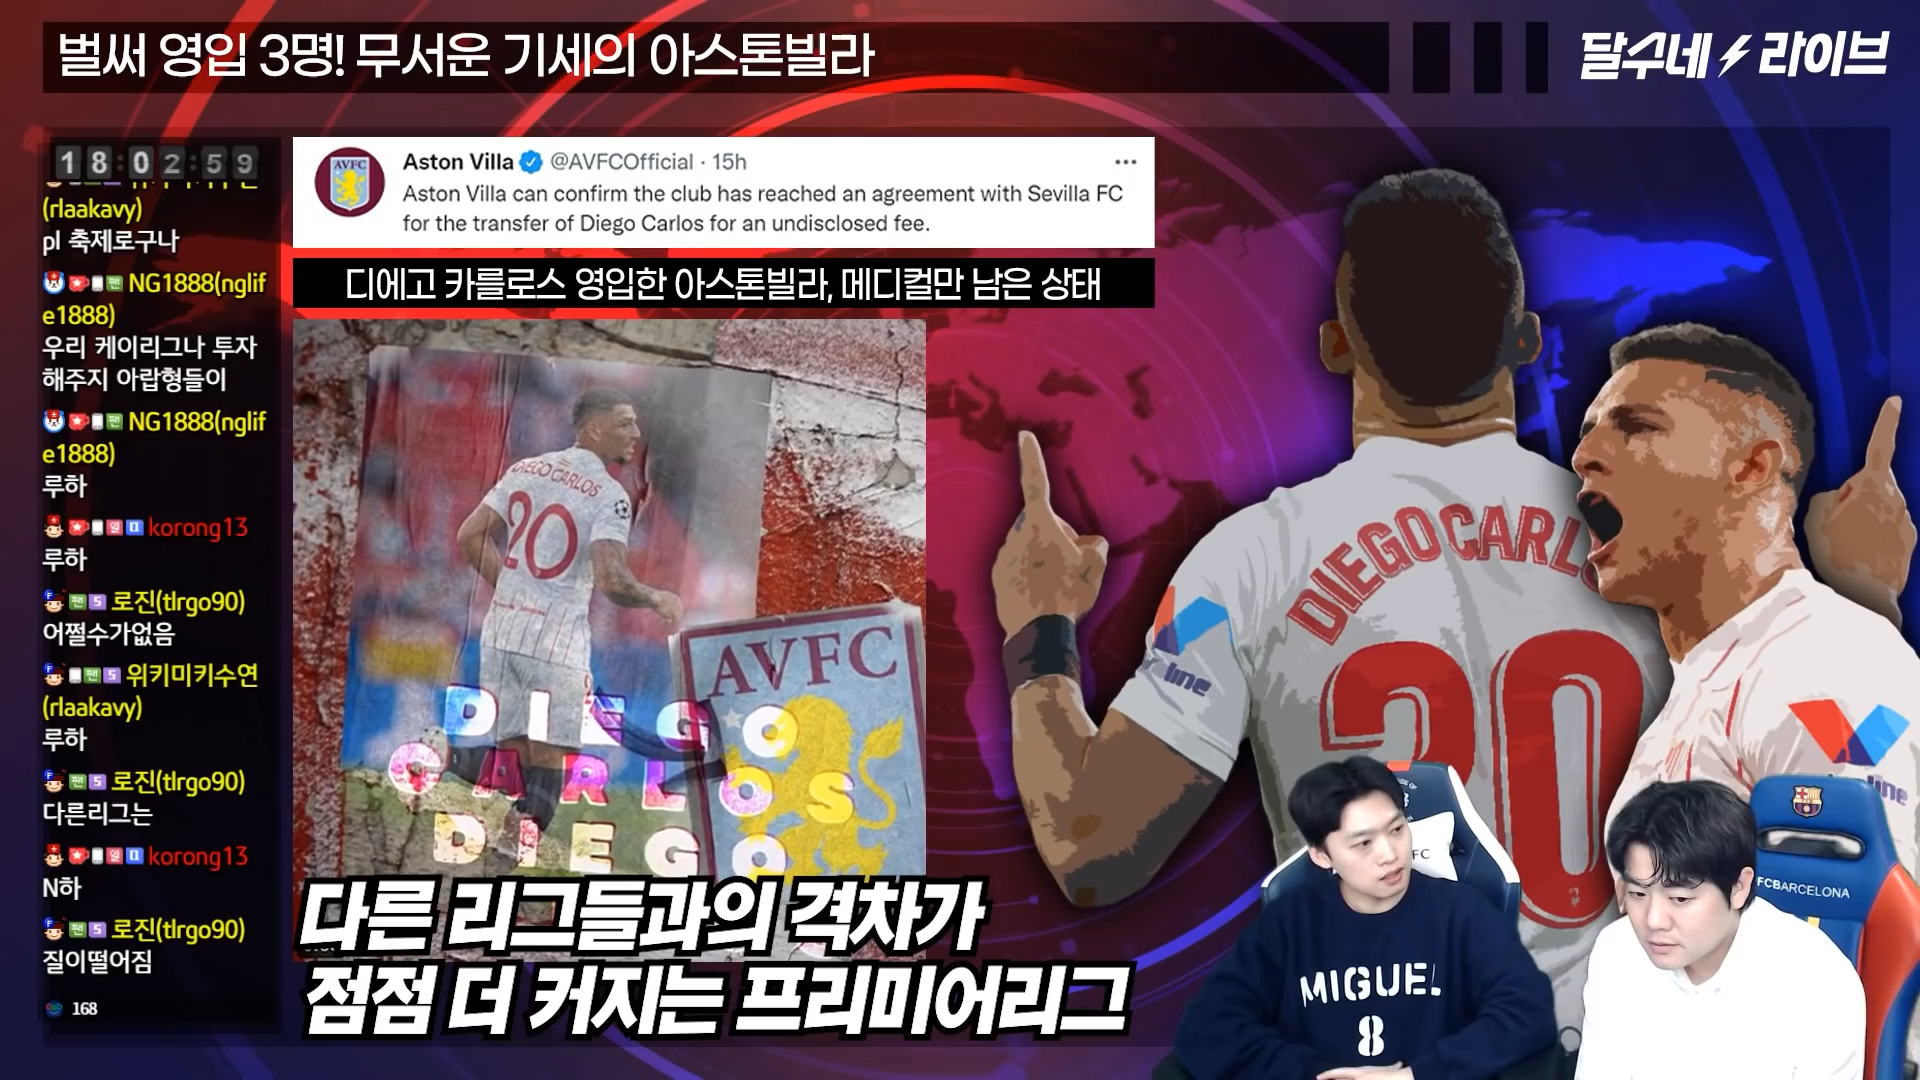 벌써 영입 3명! 무서운 기세의 아스톤빌라
달수네 라이브
18:02:59
(rlaakavy)
pl 축제로구나
NG1888(nglif
e1888)
우리 케이리그나 투자
해주지 아랍형들이
NG1888(nglif
e1888)
루하
korong13
루하
로진(tlrgo90)
어쩔수가없음
위키미키수연
(rlaakavy)
루하
로진(tlrgo90)
다른리그는
korong13
N하
로진(tlrgo90)
질이떨어짐
168
AVFC
Aston Villa @AVFCOfficial · 15h
Aston Villa can confirm the club has reached an agreement with Sevilla FC
for the transfer of Diego Carlos for an undisclosed fee.
디에고 카를로스 영입한 아스톤빌라, 메디컬만 남은 상태
DIEGO CARLOS
20
AVFC
DIEGO
CARLOS
DIEGO
다른 리그들과의 격차가
점점 더 커지는 프리미어리그
DIEGO CARL
20
line
line
FC
MIGUEL
8
FCBARCELONA